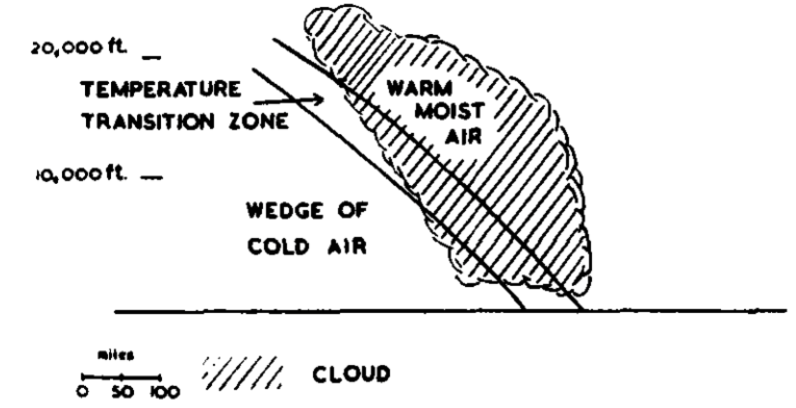 20,000 ft.
TEMPERATURE
TRANSITION ZONE
WARM
MOIST
AIR
10,000 ft.
WEDGE OF
COLD AIR
miles
0 50 100
CLOUD